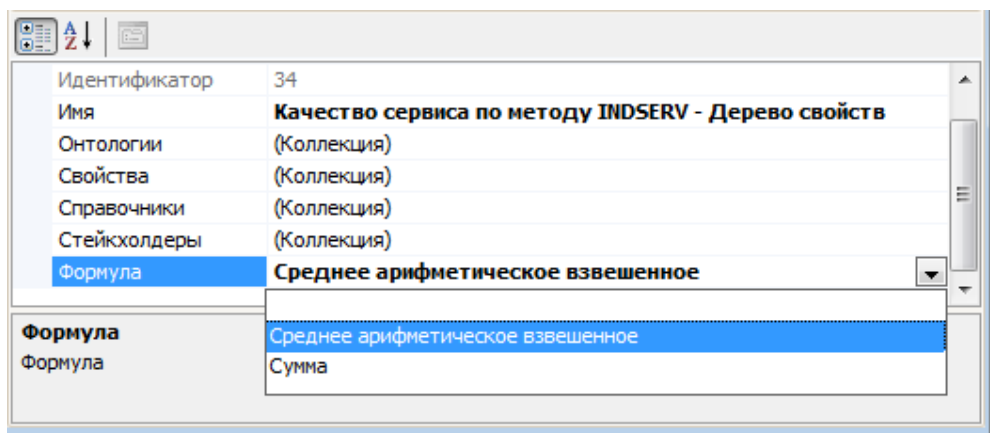 A
Z
Идентификатор 34
Имя Качество сервиса по методу INDSERV - Дерево свойств
Онтологии (Коллекция)
Свойства (Коллекция)
Справочники (Коллекция)
Стейкхолдеры (Коллекция)
Формула Среднее арифметическое взвешенное
Формула Среднее арифметическое взвешенное
Формула Сумма